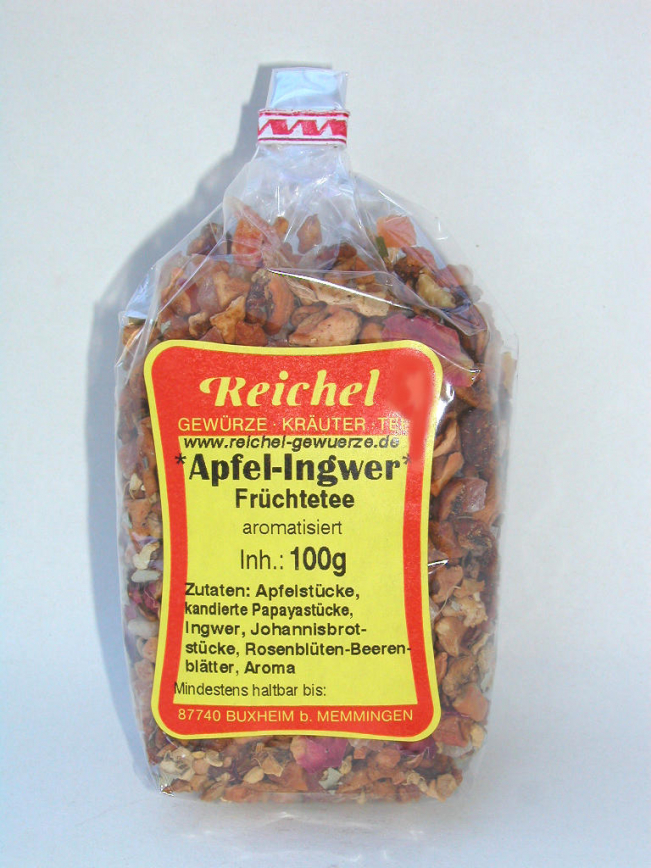 Reichel
GEWÜRZE · KRÄUTER ·
www.reichel-gewuerze.de
*Apfel-Ingwer*
Früchtetee
aromatisiert
Inh.: 100g
Zutaten: Apfelstücke,
kandierte Papayastücke,
Ingwer, Johannisbrot-
stücke, Rosenblüten-Beeren-
blätter, Aroma
Mindestens haltbar bis:
87740 BUXHEIM b. MEMMINGEN